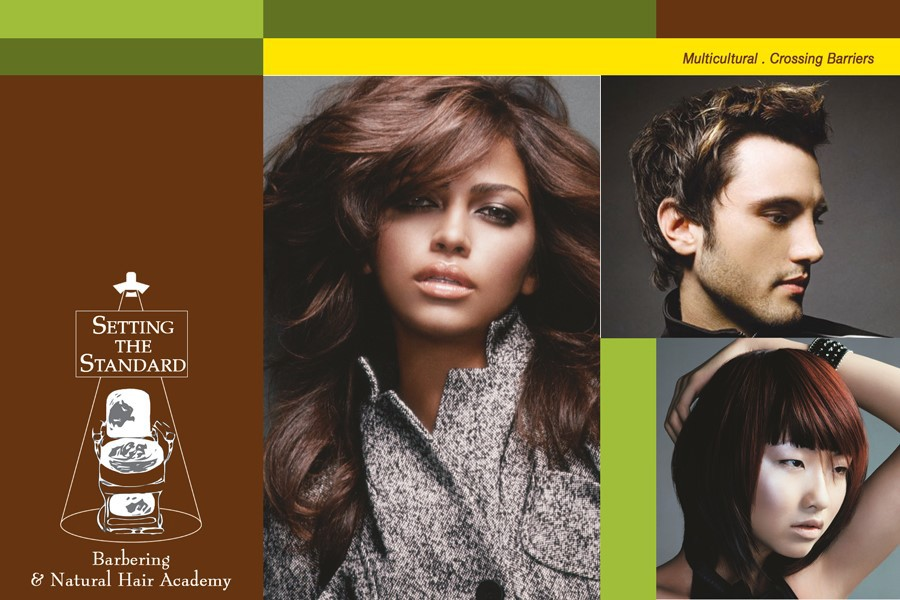 Multicultural . Crossing Barriers
SETTING
THE
STANDARD
Barbering
& Natural Hair Academy